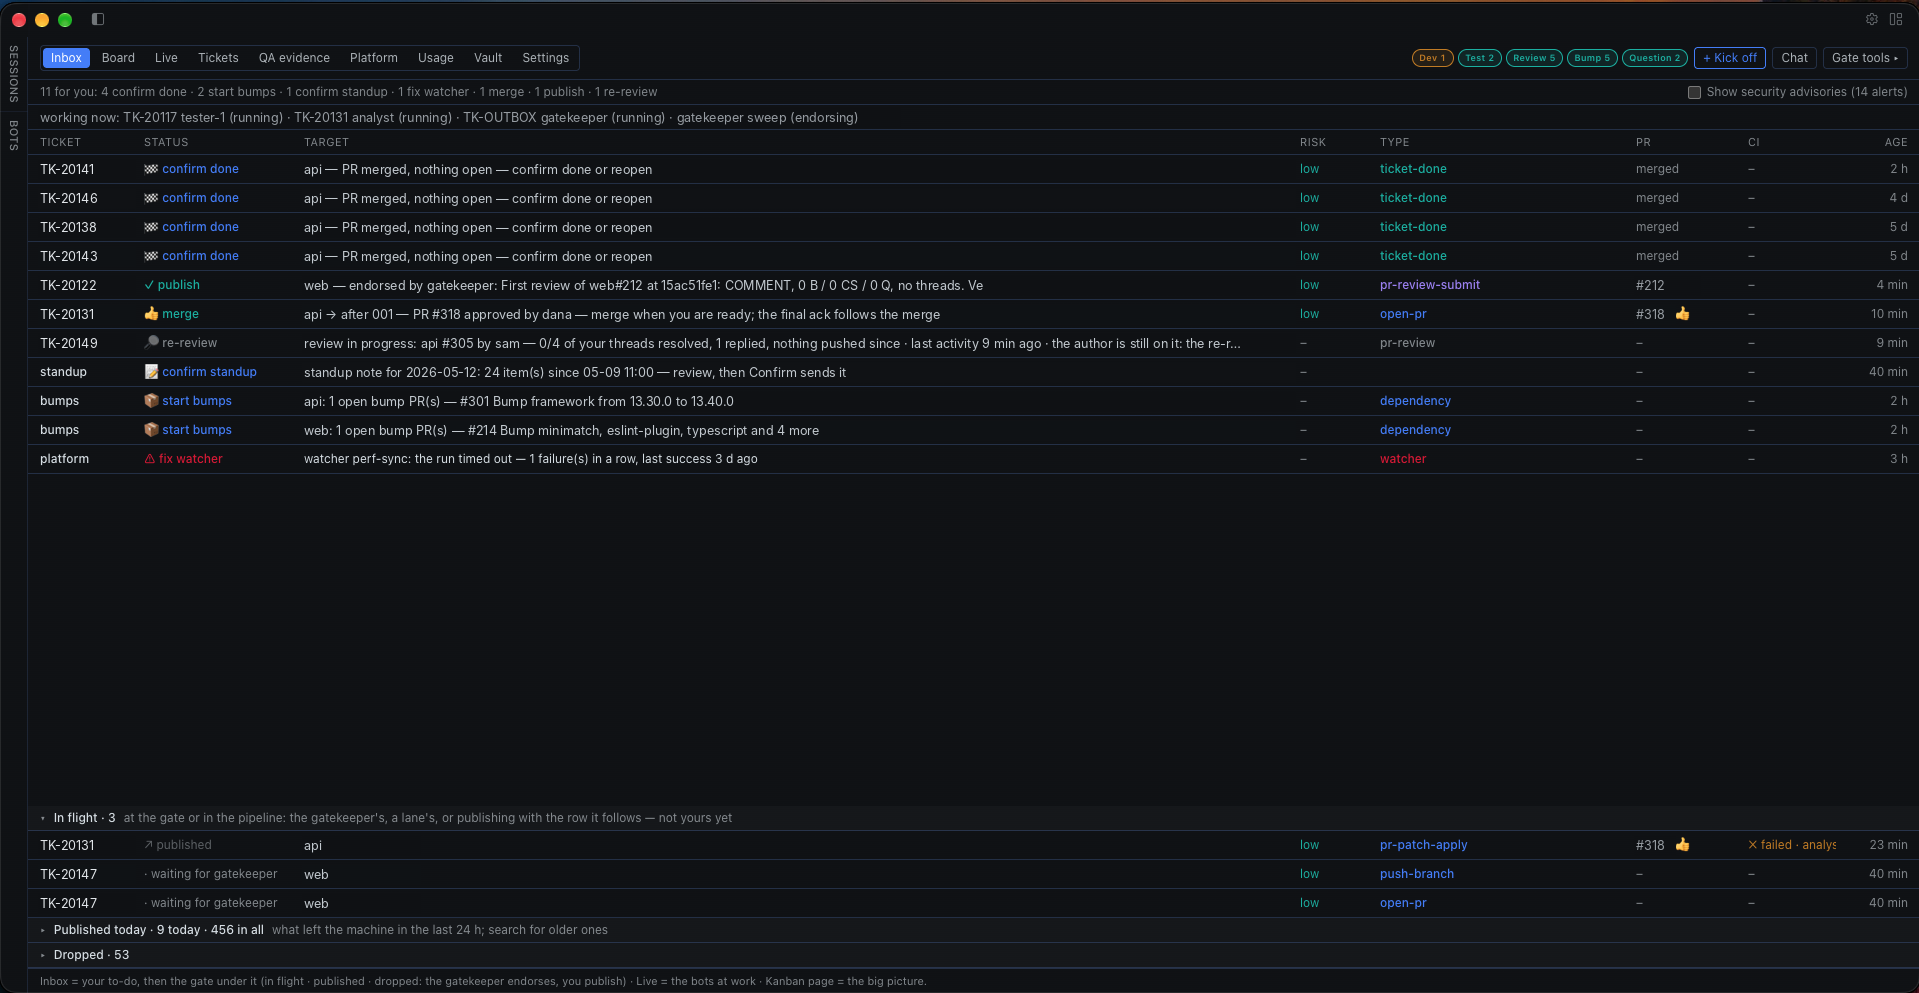 SESSIONS
BOTS
Inbox Board Live Tickets QA evidence Platform Usage Vault Settings
Dev 1 Test 2 Review 5 Bump 5 Question 2 + Kick off Chat Gate tools ▸
11 for you: 4 confirm done · 2 start bumps · 1 confirm standup · 1 fix watcher · 1 merge · 1 publish · 1 re-review
Show security advisories (14 alerts)
working now: TK-20117 tester-1 (running) · TK-20131 analyst (running) · TK-OUTBOX gatekeeper (running) · gatekeeper sweep (endorsing)
TICKET STATUS TARGET RISK TYPE PR CI AGE
TK-20141 🏁 confirm done api — PR merged, nothing open — confirm done or reopen low ticket-done merged – 2 h
TK-20146 🏁 confirm done api — PR merged, nothing open — confirm done or reopen low ticket-done merged – 4 d
TK-20138 🏁 confirm done api — PR merged, nothing open — confirm done or reopen low ticket-done merged – 5 d
TK-20143 🏁 confirm done api — PR merged, nothing open — confirm done or reopen low ticket-done merged – 5 d
TK-20122 ✓ publish web — endorsed by gatekeeper: First review of web#212 at 15ac51fe1: COMMENT, 0 B / 0 CS / 0 Q, no threads. Ve low pr-review-submit #212 – 4 min
TK-20131 👍 merge api → after 001 — PR #318 approved by dana — merge when you are ready; the final ack follows the merge low open-pr #318 👍 – 10 min
TK-20149 🔎 re-review review in progress: api #305 by sam — 0/4 of your threads resolved, 1 replied, nothing pushed since · last activity 9 min ago · the author is still on it: the re-r... – pr-review – – 9 min
standup 📝 confirm standup standup note for 2026-05-12: 24 item(s) since 05-09 11:00 — review, then Confirm sends it – – – 40 min
bumps 📦 start bumps api: 1 open bump PR(s) — #301 Bump framework from 13.30.0 to 13.40.0 – dependency – – 2 h
bumps 📦 start bumps web: 1 open bump PR(s) — #214 Bump minimatch, eslint-plugin, typescript and 4 more – dependency – – 2 h
platform ⚠ fix watcher watcher perf-sync: the run timed out — 1 failure(s) in a row, last success 3 d ago – watcher – – 3 h
▾ In flight · 3 at the gate or in the pipeline: the gatekeeper's, a lane's, or publishing with the row it follows — not yours yet
TK-20131 ↗ published api low pr-patch-apply #318 👍 ✕ failed · analys 23 min
TK-20147 · waiting for gatekeeper web low push-branch – – 40 min
TK-20147 · waiting for gatekeeper web low open-pr – – 40 min
▸ Published today · 9 today · 456 in all what left the machine in the last 24 h; search for older ones
▸ Dropped · 53
Inbox = your to-do, then the gate under it (in flight · published · dropped: the gatekeeper endorses, you publish) · Live = the bots at work · Kanban page = the big picture.